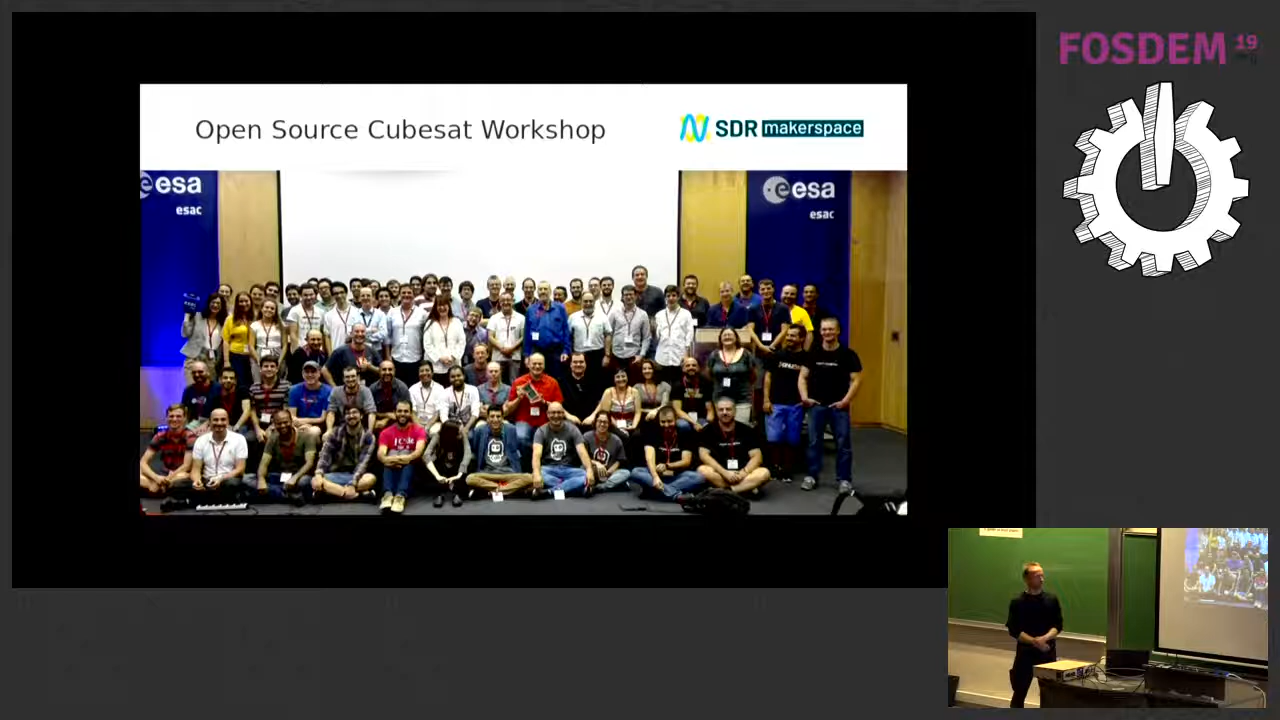 FOSDEM 19
Open Source Cubesat Workshop
SDR makerspace
esa
esac
esa
esac